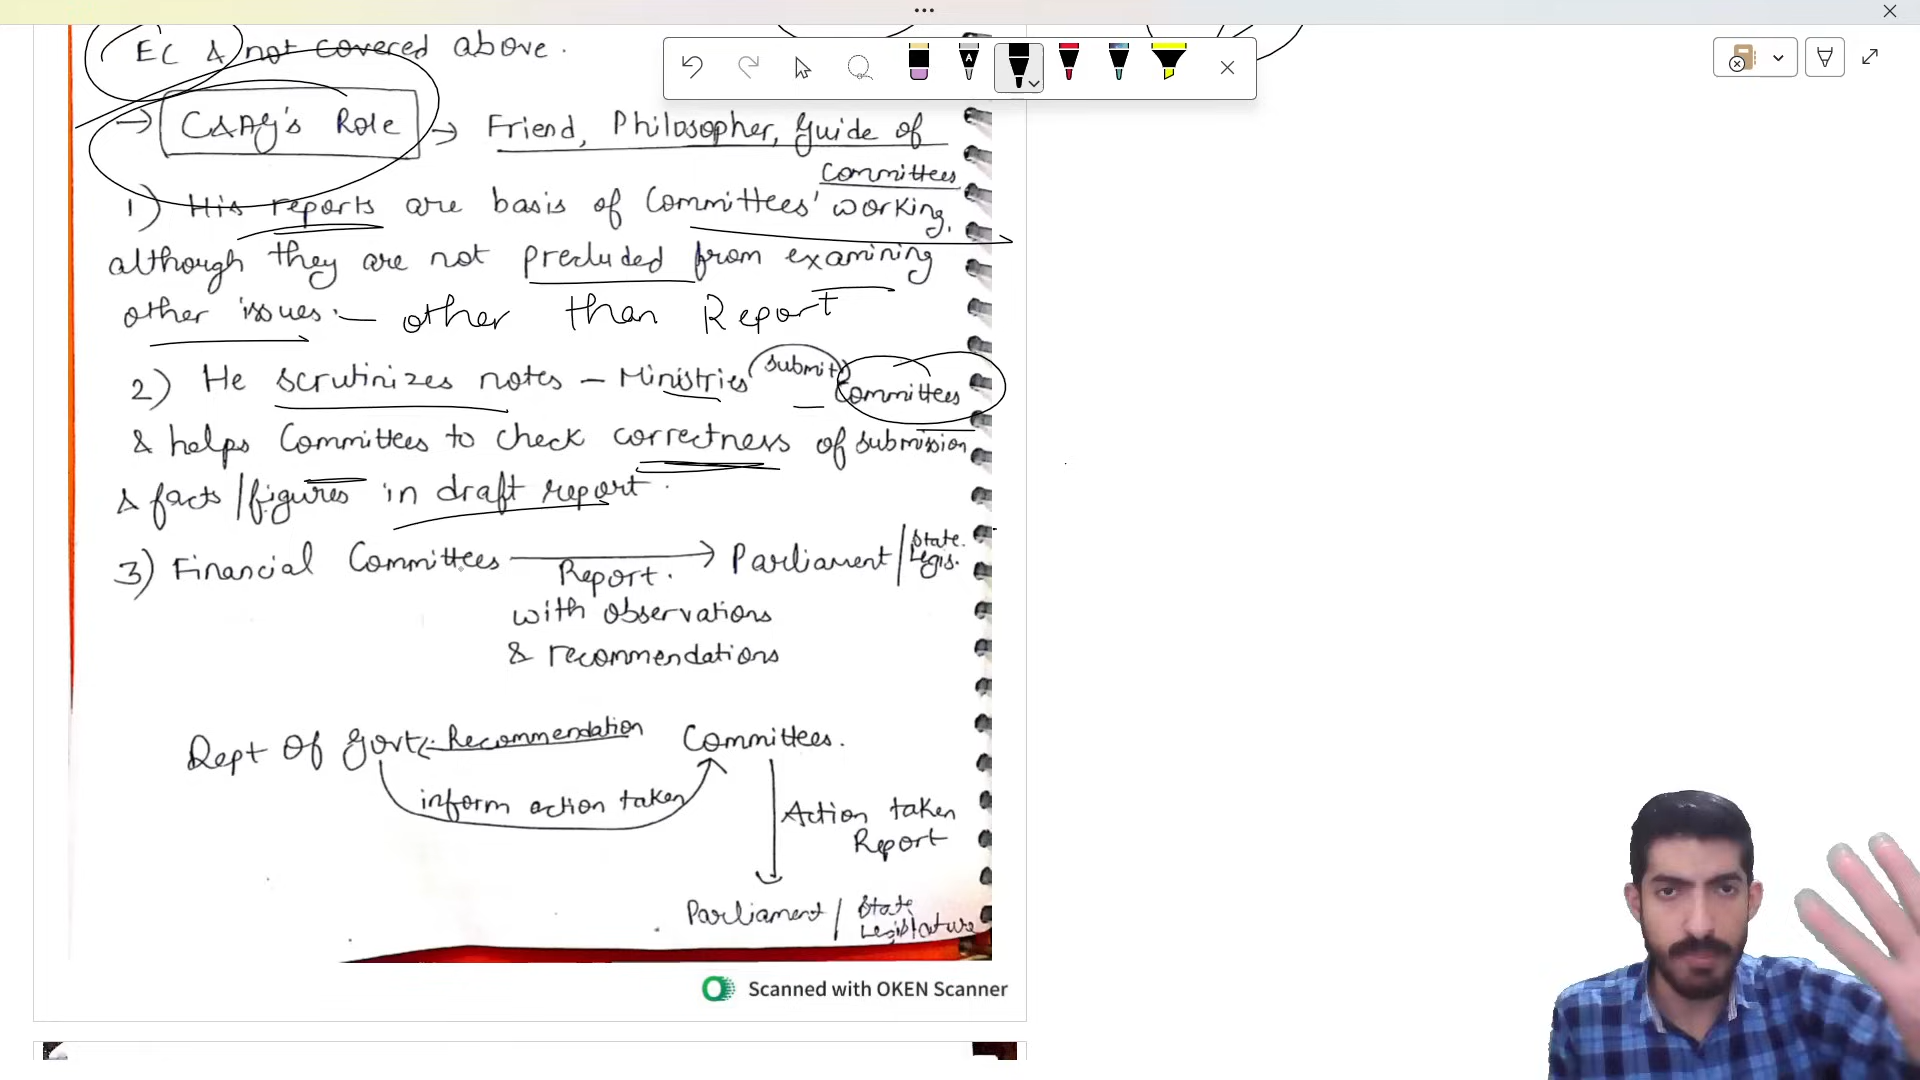 EC & not covered above.
→ C&AG's Role → Friend, Philosopher, Guide of
Committees
1) His reports are basis of Committees' working,
although they are not precluded from examining
other issues. — other than Report
2) He scrutinizes notes – Ministries submit Committees
& helps Committees to check correctness of submission
& facts/figures in draft report.
3) Financial Committees → Parliament / State. Legis.
Report.
with observations
& recommendations
Dept Of Govt ← Recommendation Committees.
inform action taken
Action taken
Report
Parliament / State
Legislature
Scanned with OKEN Scanner